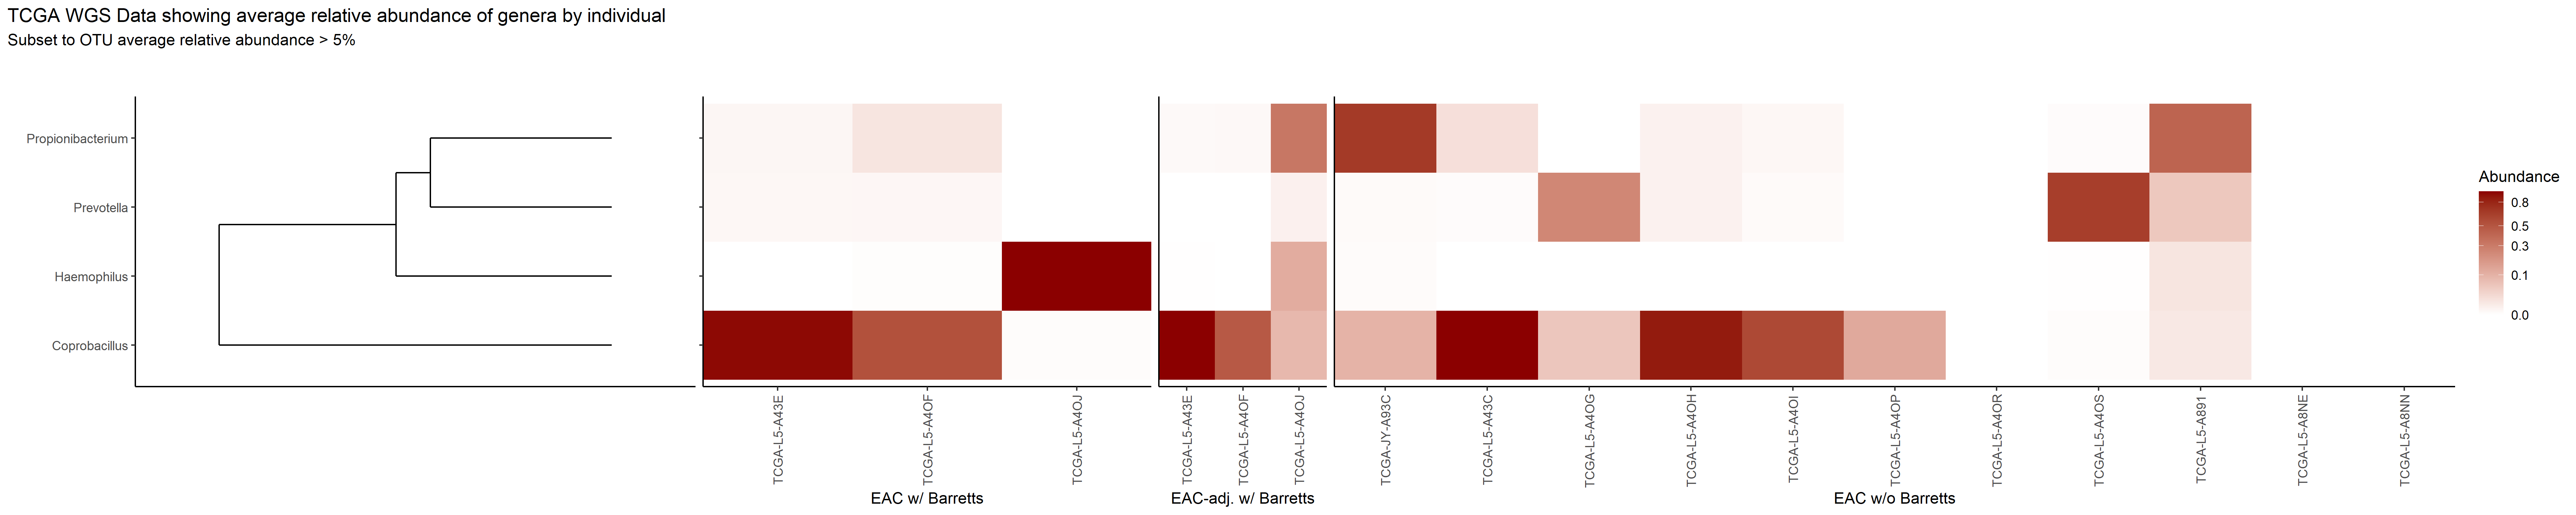 TCGA WGS Data showing average relative abundance of genera by individual
Subset to OTU average relative abundance > 5%
Propionibacterium
Prevotella
Haemophilus
Coprobacillus
TCGA-L5-A43E
TCGA-L5-A4OF
TCGA-L5-A4OJ
EAC w/ Barretts
TCGA-L5-A43E
TCGA-L5-A4OF
TCGA-L5-A4OJ
EAC-adj. w/ Barretts
TCGA-JY-A93C
TCGA-L5-A43C
TCGA-L5-A4OG
TCGA-L5-A4OH
TCGA-L5-A4OI
TCGA-L5-A4OP
TCGA-L5-A4OR
TCGA-L5-A4OS
TCGA-L5-A891
TCGA-L5-A8NE
TCGA-L5-A8NN
EAC w/o Barretts
Abundance
0.8
0.5
0.3
0.1
0.0